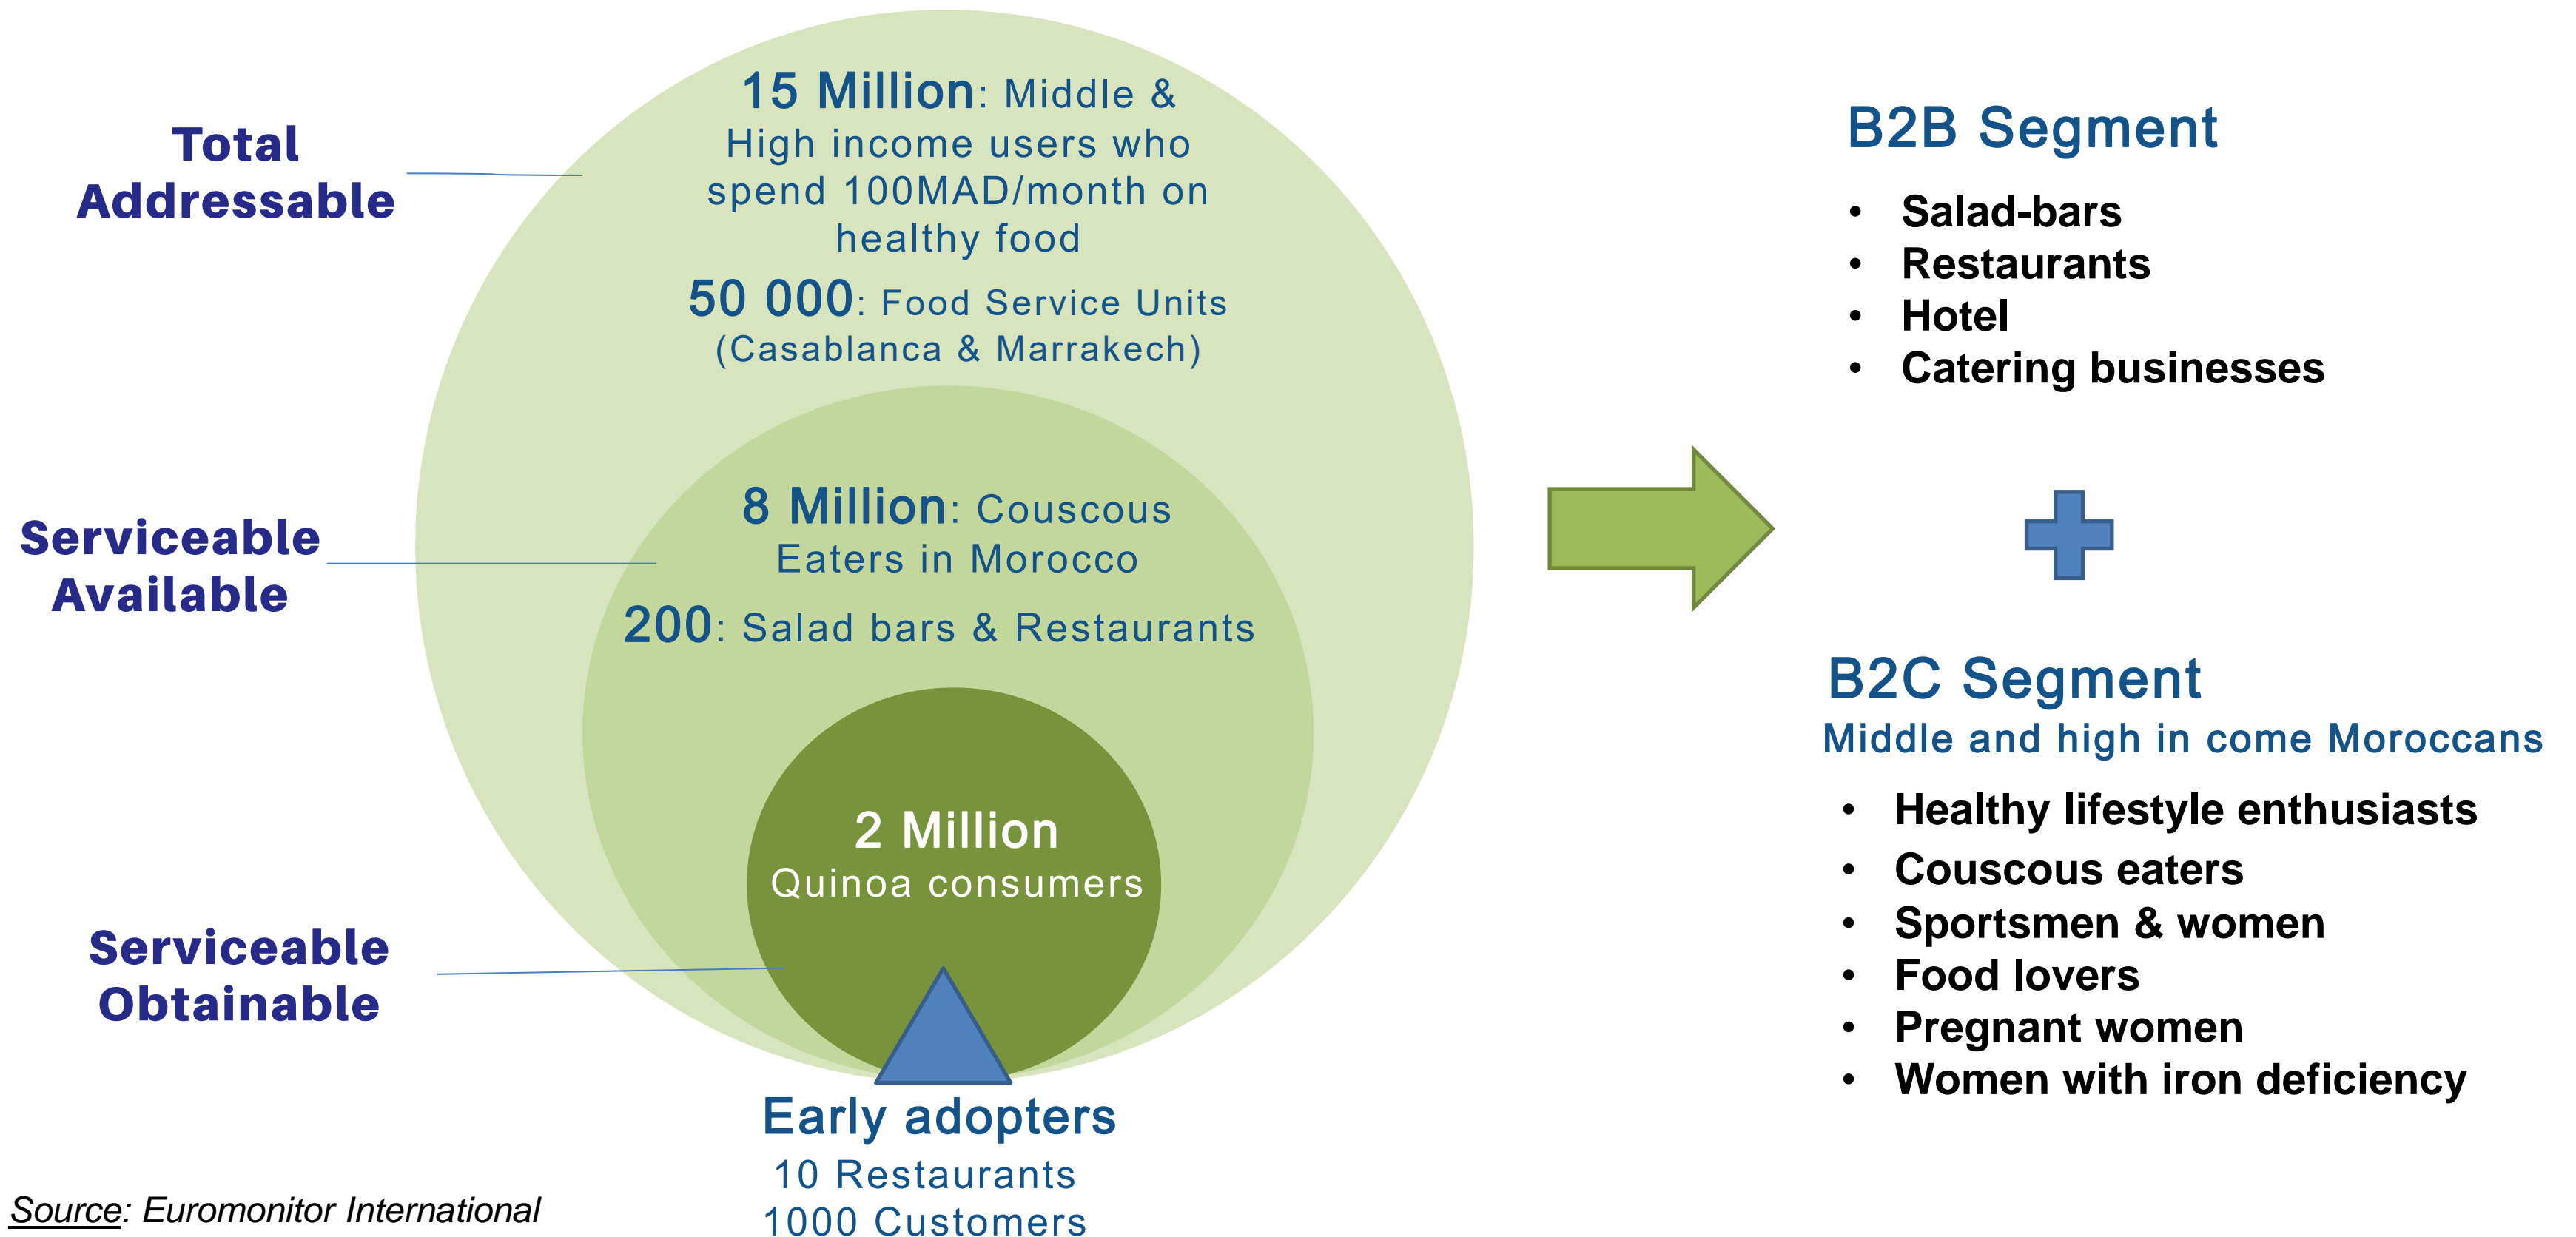 Total
Addressable
15 Million: Middle &
High income users who
spend 100MAD/month on
healthy food
50 000: Food Service Units
(Casablanca & Marrakech)
Serviceable
Available
8 Million: Couscous
Eaters in Morocco
200: Salad bars & Restaurants
Serviceable
Obtainable
2 Million
Quinoa consumers
Early adopters
10 Restaurants
1000 Customers
Source: Euromonitor International
B2B Segment
• Salad-bars
• Restaurants
• Hotel
• Catering businesses
B2C Segment
Middle and high in come Moroccans
• Healthy lifestyle enthusiasts
• Couscous eaters
• Sportsmen & women
• Food lovers
• Pregnant women
• Women with iron deficiency